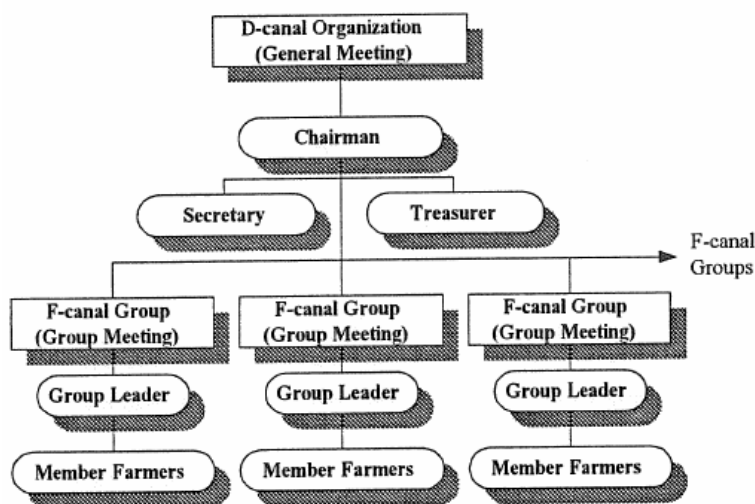 D-canal Organization
(General Meeting)
Chairman
Secretary
Treasurer
F-canal
Groups
F-canal Group
(Group Meeting)
F-canal Group
(Group Meeting)
F-canal Group
(Group Meeting)
Group Leader
Group Leader
Group Leader
Member Farmers
Member Farmers
Member Farmers